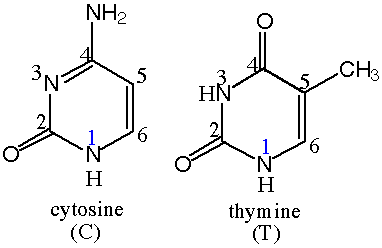 NH₂
4
3
N
5
2
1
6
O
N
H
cytosine
(C)
O
4
3
HN
5
CH₃
2
1
6
O
N
H
thymine
(T)